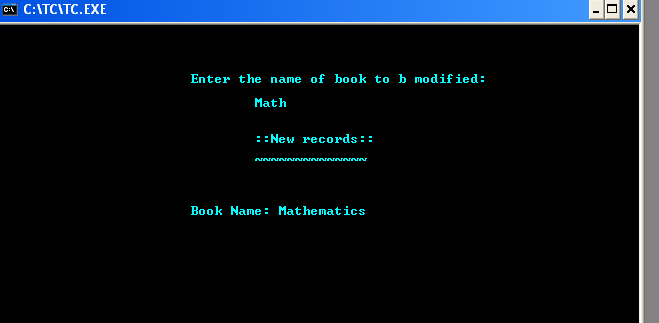 C:\TC\TC.EXE
Enter the name of book to b modified:
Math
::New records::
~~~~~~~~~~~~~~
Book Name: Mathematics